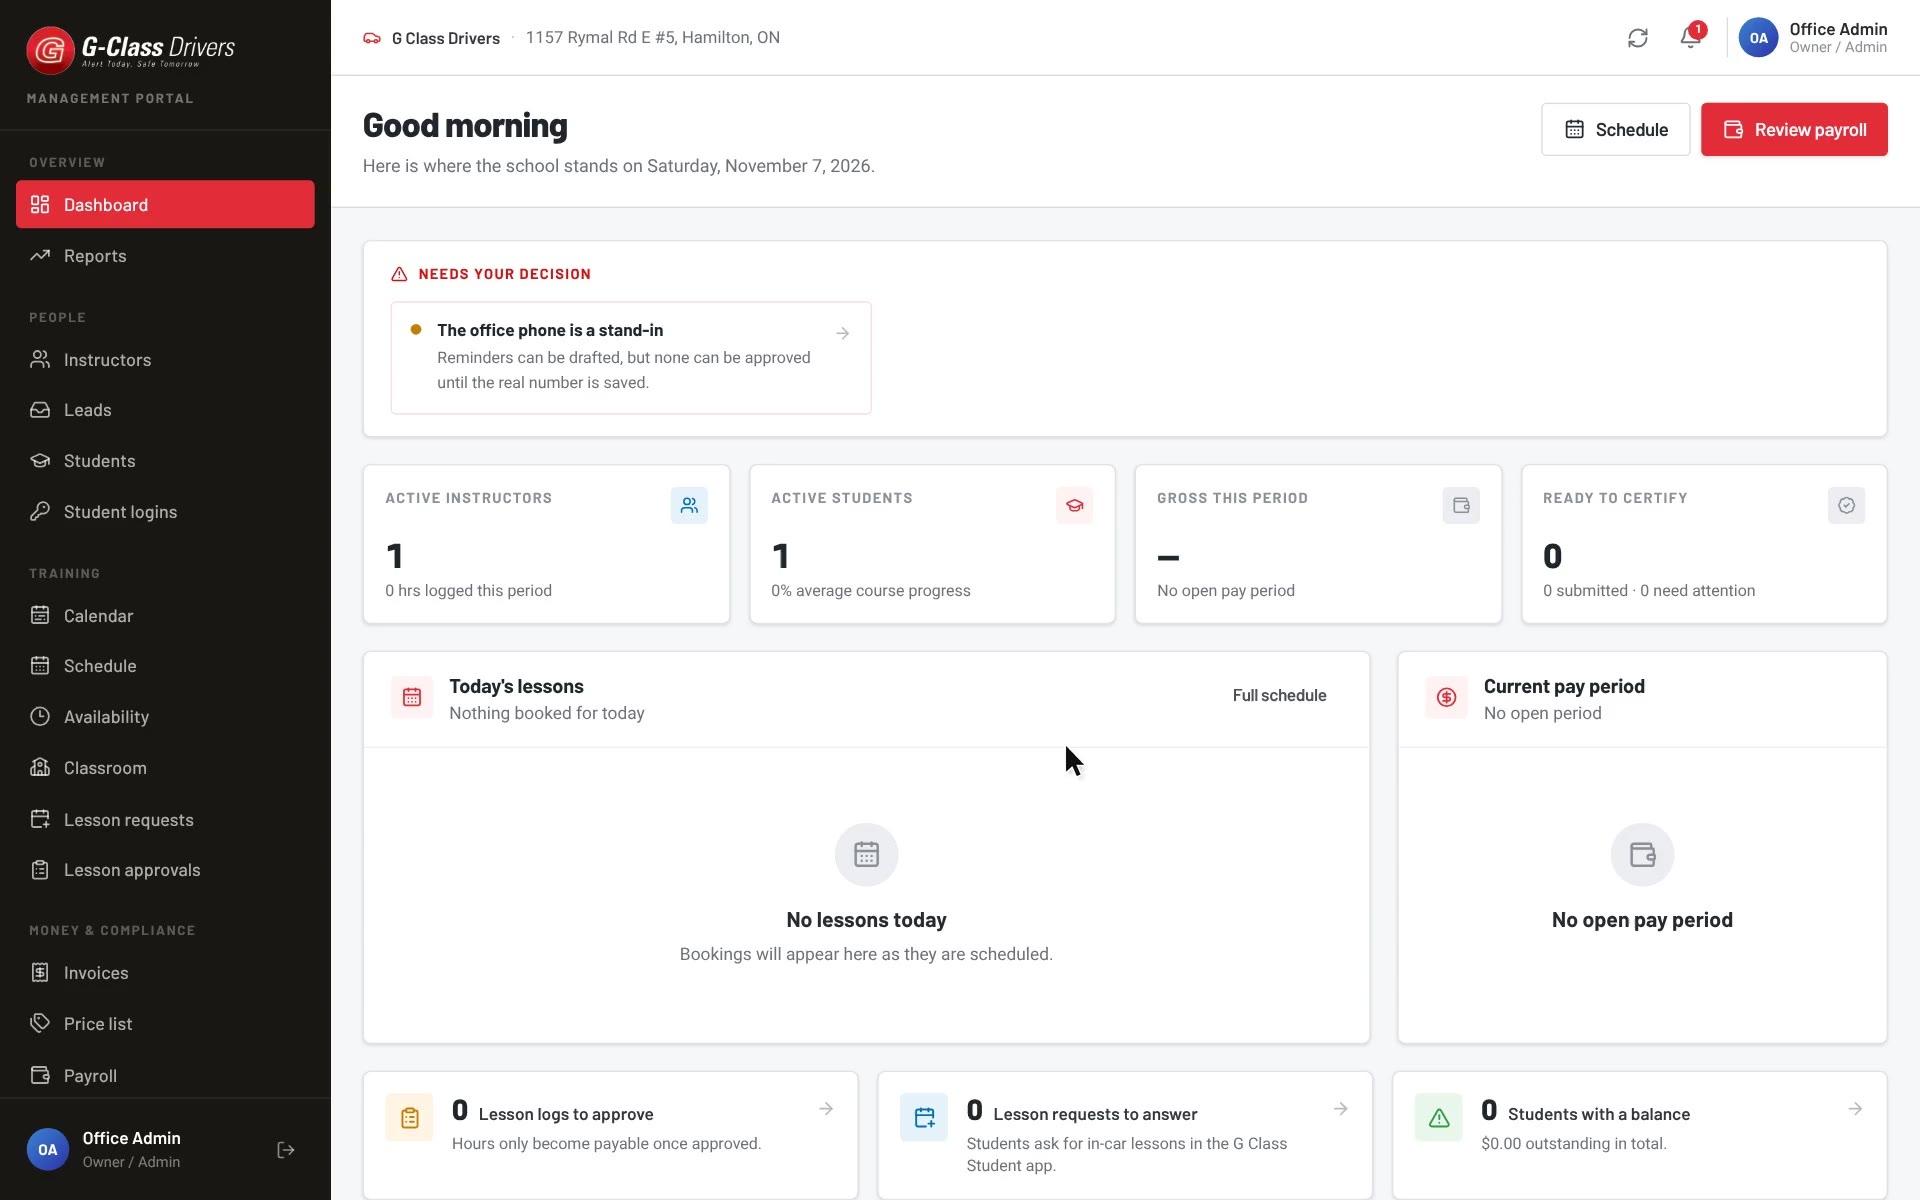 G-Class Drivers
Alert Today, Safe Tomorrow
MANAGEMENT PORTAL
OVERVIEW
Dashboard
Reports
PEOPLE
Instructors
Leads
Students
Student logins
TRAINING
Calendar
Schedule
Availability
Classroom
Lesson requests
Lesson approvals
MONEY & COMPLIANCE
Invoices
Price list
Payroll
OA
Office Admin
Owner / Admin
G Class Drivers · 1157 Rymal Rd E #5, Hamilton, ON
1
OA
Office Admin
Owner / Admin
Good morning
Here is where the school stands on Saturday, November 7, 2026.
Schedule
Review payroll
NEEDS YOUR DECISION
The office phone is a stand-in
Reminders can be drafted, but none can be approved
until the real number is saved.
ACTIVE INSTRUCTORS
1
0 hrs logged this period
ACTIVE STUDENTS
1
0% average course progress
GROSS THIS PERIOD
–
No open pay period
READY TO CERTIFY
0
0 submitted · 0 need attention
Today's lessons
Nothing booked for today
Full schedule
No lessons today
Bookings will appear here as they are scheduled.
Current pay period
No open period
No open pay period
0 Lesson logs to approve
Hours only become payable once approved.
0 Lesson requests to answer
Students ask for in-car lessons in the G Class
Student app.
0 Students with a balance
$0.00 outstanding in total.